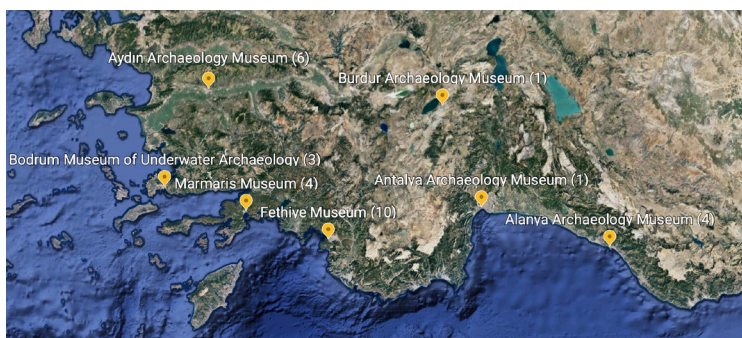 Aydın Archaeology Museum (6)
Burdur Archaeology Museum (1)
Bodrum Museum of Underwater Archaeology (3)
Marmaris Museum (4)
Antalya Archaeology Museum (1)
Fethiye Museum (10)
Alanya Archaeology Museum (4)